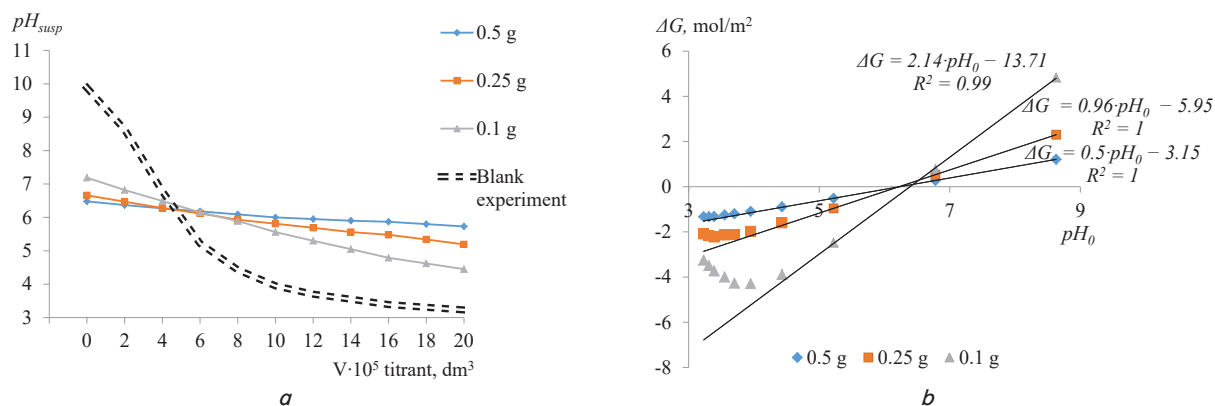 pH_susp
11
10
9
8
7
6
5
4
3
0 2 4 6 8 10 12 14 16 18 20
V·10⁵ titrant, dm³
0.5 g
0.25 g
0.1 g
Blank
experiment
a
ΔG, mol/m²
6
4
2
0
-2
-4
-6
-8
3 5 7 9
pH₀
ΔG = 2.14·pH₀ − 13.71
R² = 0.99
ΔG = 0.96·pH₀ − 5.95
R² = 1
ΔG = 0.5·pH₀ − 3.15
R² = 1
0.5 g 0.25 g 0.1 g
b